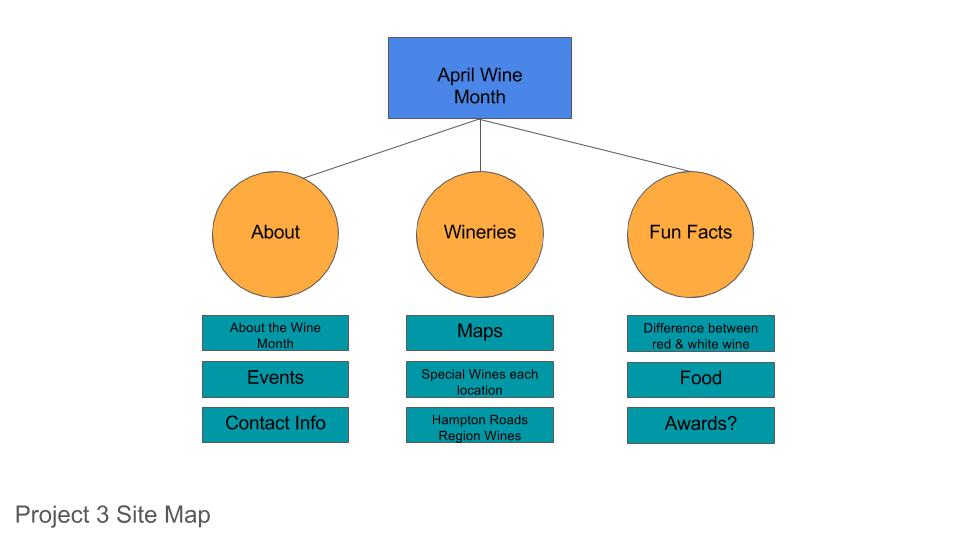 April Wine
Month
About
Wineries
Fun Facts
About the Wine
Month
Events
Contact Info
Maps
Special Wines each
location
Hampton Roads
Region Wines
Difference between
red & white wine
Food
Awards?
Project 3 Site Map